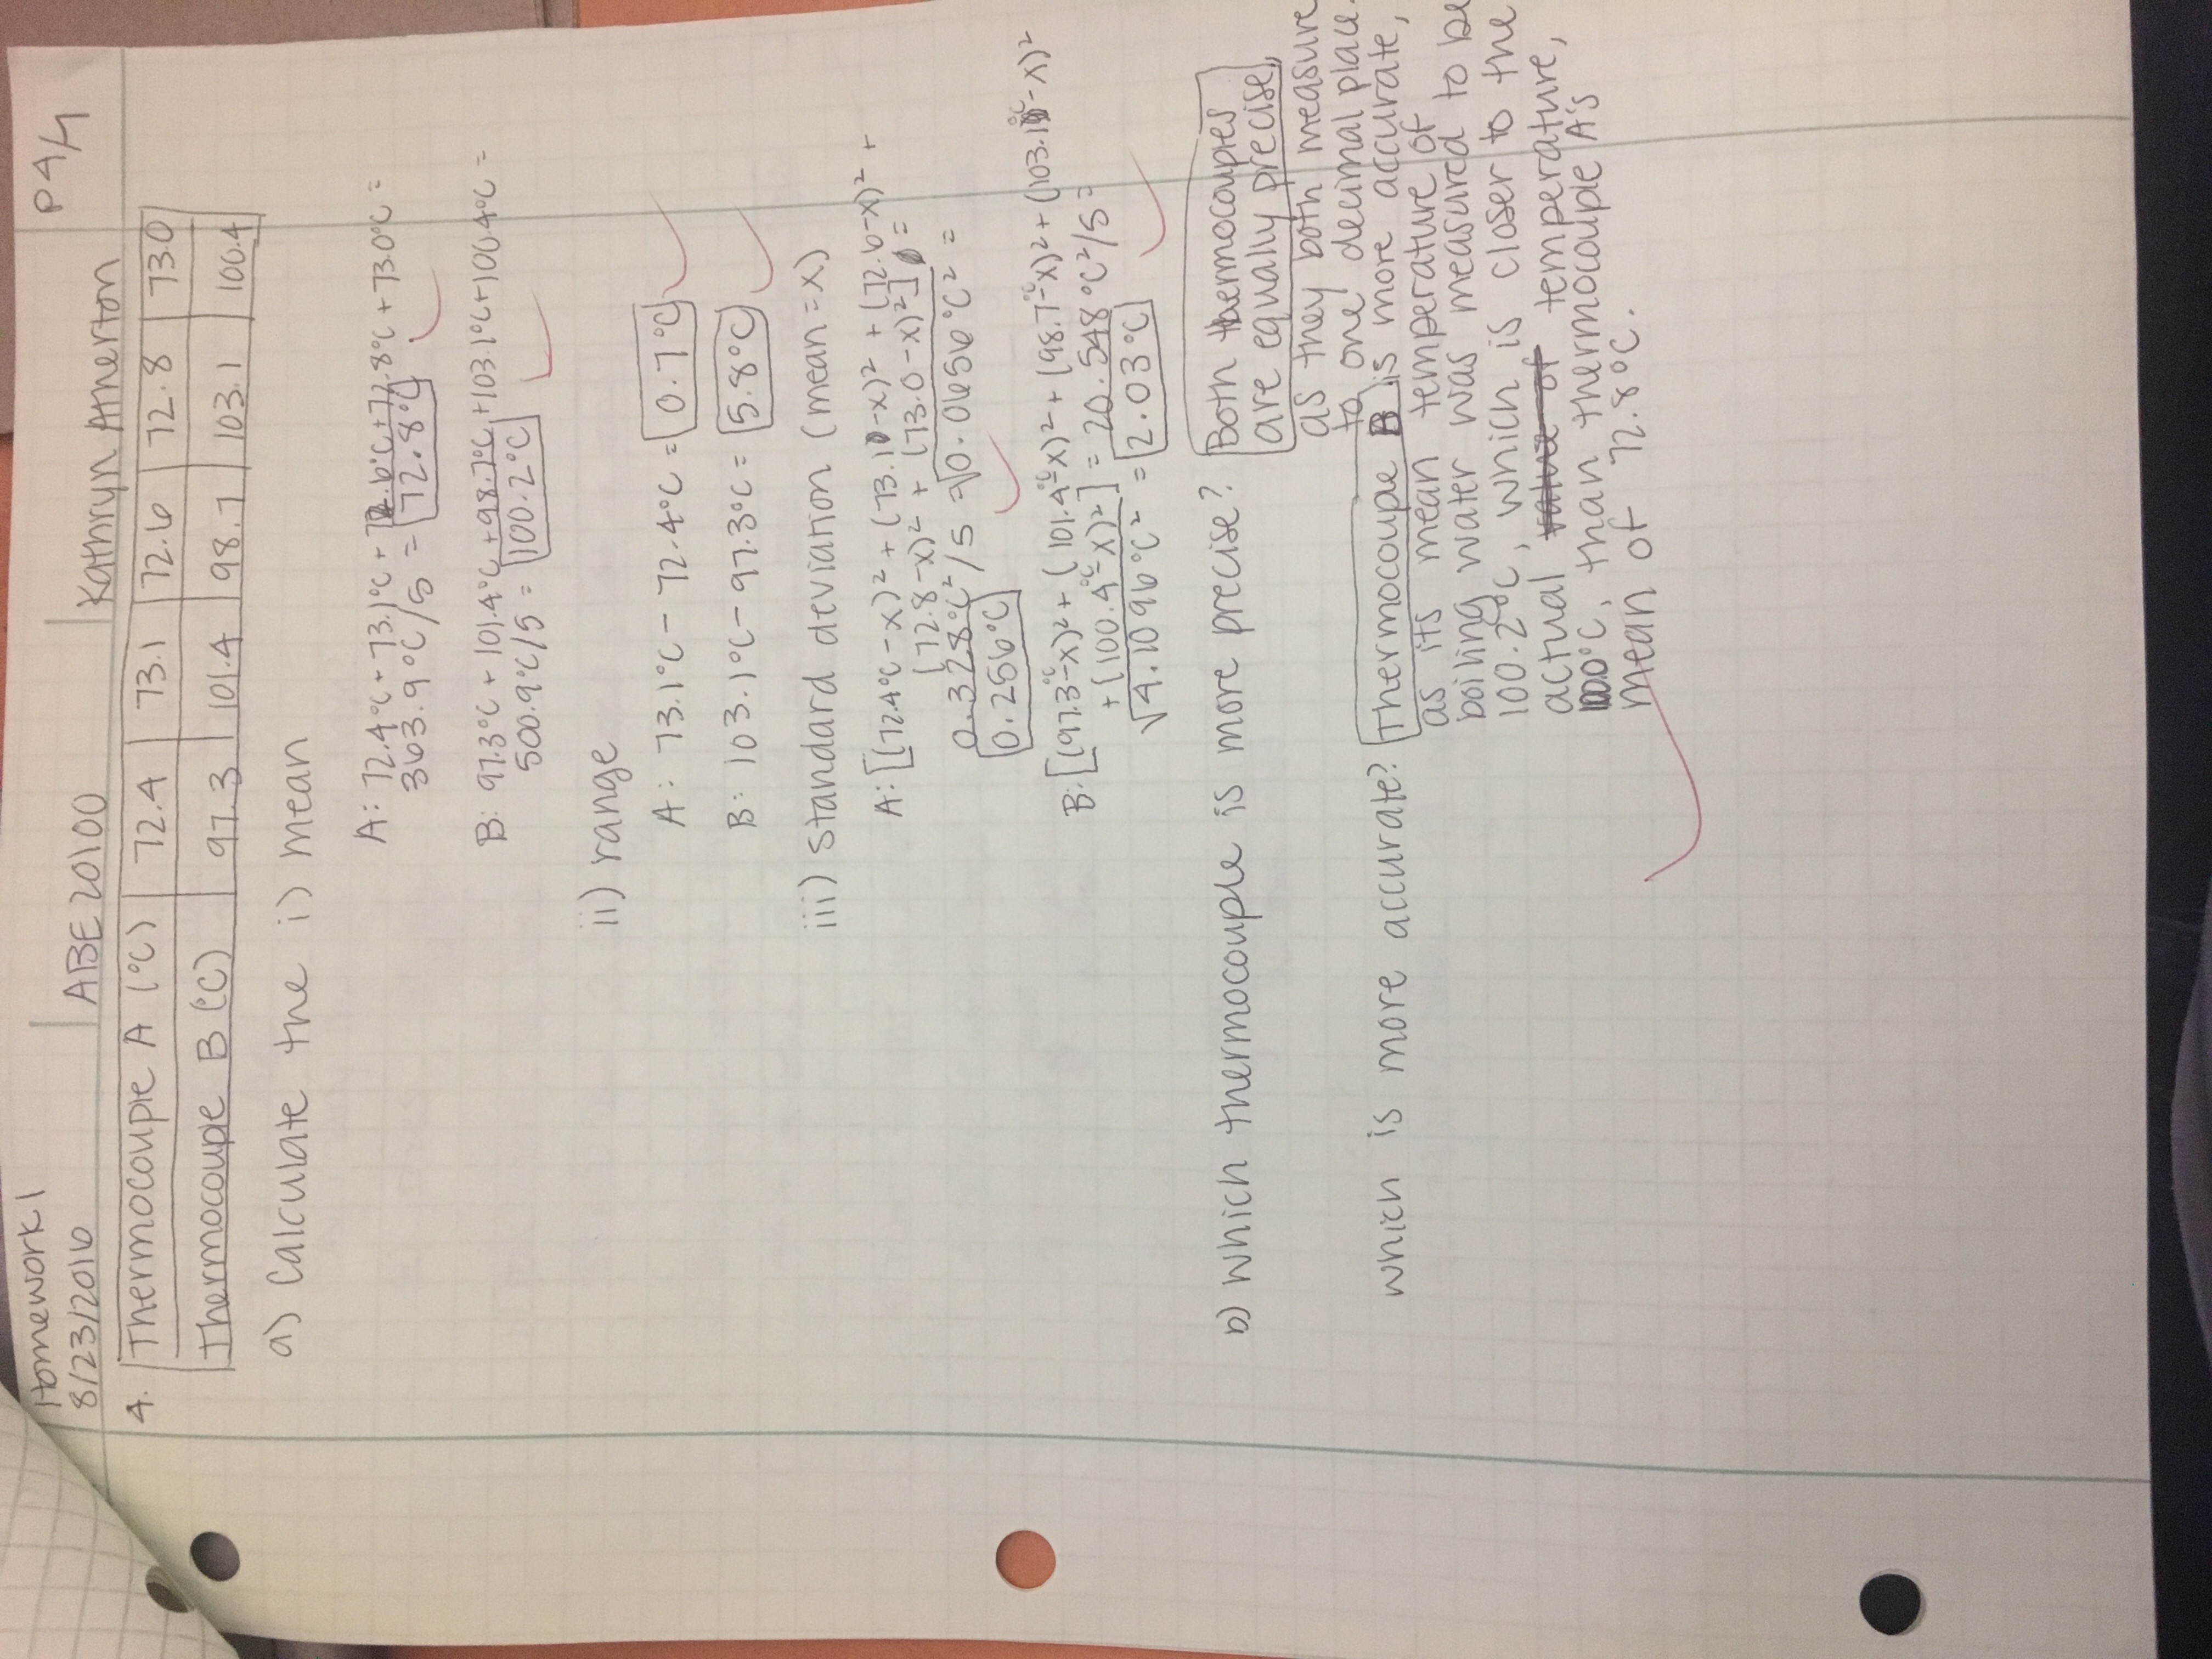 Homework 1
8/23/2016 ABE 20100 Kathryn Atherton P4/4
4. Thermocouple A (°C) 72.4 73.1 72.6 72.8 73.0
Thermocouple B (°C) 97.3 101.4 98.7 103.1 100.4
a) Calculate the i) mean
A: 72.4°C + 73.1°C + 72.6°C + 72.8°C + 73.0°C =
363.9°C/5 = 72.8°C
B: 97.3°C + 101.4°C + 98.7°C + 103.1°C + 100.4°C =
500.9°C/5 = 100.2°C
ii) range
A: 73.1°C - 72.4°C = 0.7°C
B: 103.1°C - 97.3°C = 5.8°C
iii) standard deviation (mean = x)
A: [(72.4°C - x)² + (73.1 - x)² + (72.6 - x)² +
(72.8 - x)² + (73.0 - x)²] =
0.328°C²/5 = √0.0656°C² =
0.256°C
B: [(97.3°C - x)² + (101.4°C - x)² + (98.7°C - x)² + (103.1°C - x)²
+ (100.4°C - x)²] = 20.548°C²/5 =
√4.1096°C² = 2.03°C
b) Which thermocouple is more precise? Both thermocouples
are equally precise,
as they both measure
to one decimal place.
Which is more accurate? Thermocouple B is more accurate,
as its mean temperature of
boiling water was measured to be
100.2°C, which is closer to the
actual value of temperature,
100.0°C, than thermocouple A's
mean of 72.8°C.